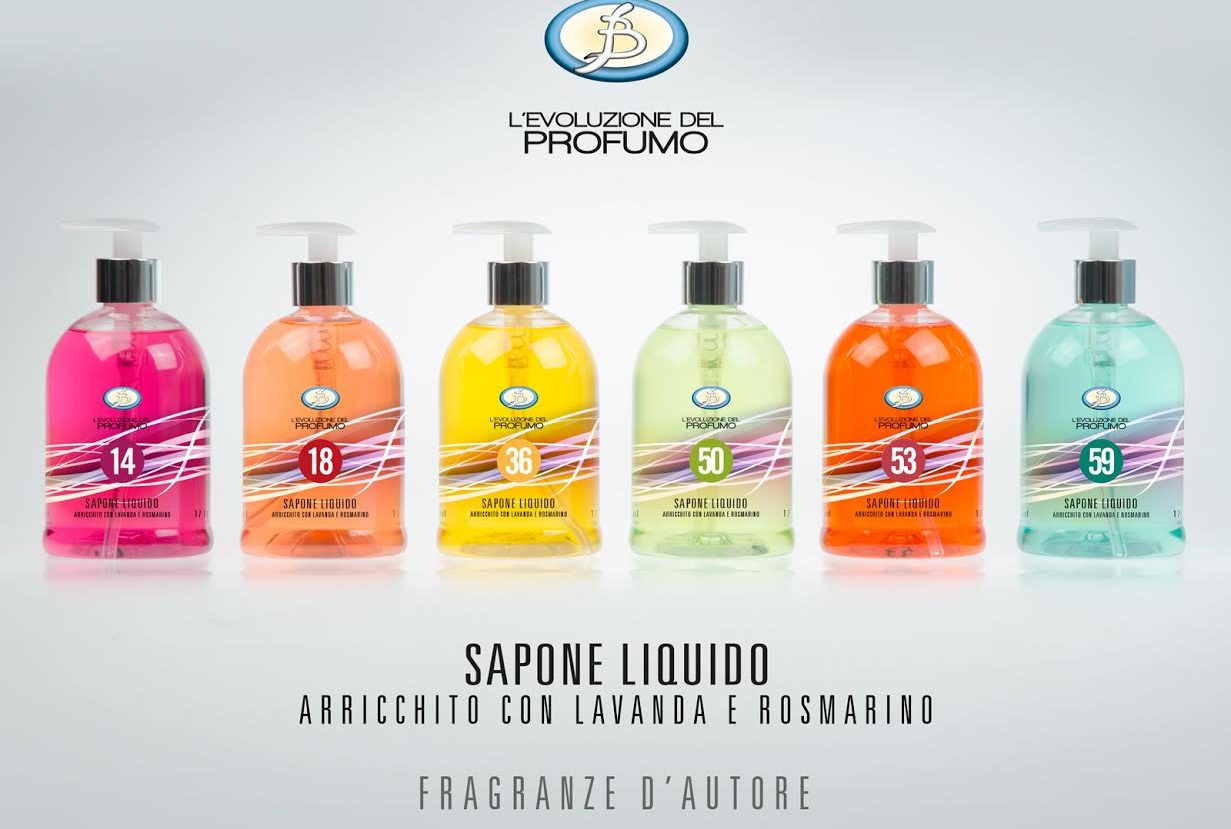 L'EVOLUZIONE DEL
PROFUMO
L'EVOLUZIONE DEL
PROFUMO
14
SAPONE LIQUIDO
ARRICCHITO CON LAVANDA E ROSMARINO
L'EVOLUZIONE DEL
PROFUMO
18
SAPONE LIQUIDO
ARRICCHITO CON LAVANDA E ROSMARINO
L'EVOLUZIONE DEL
PROFUMO
36
SAPONE LIQUIDO
ARRICCHITO CON LAVANDA E ROSMARINO
L'EVOLUZIONE DEL
PROFUMO
50
SAPONE LIQUIDO
ARRICCHITO CON LAVANDA E ROSMARINO
L'EVOLUZIONE DEL
PROFUMO
53
SAPONE LIQUIDO
ARRICCHITO CON LAVANDA E ROSMARINO
L'EVOLUZIONE DEL
PROFUMO
59
SAPONE LIQUIDO
ARRICCHITO CON LAVANDA E ROSMARINO
SAPONE LIQUIDO
ARRICCHITO CON LAVANDA E ROSMARINO
FRAGRANZE D'AUTORE